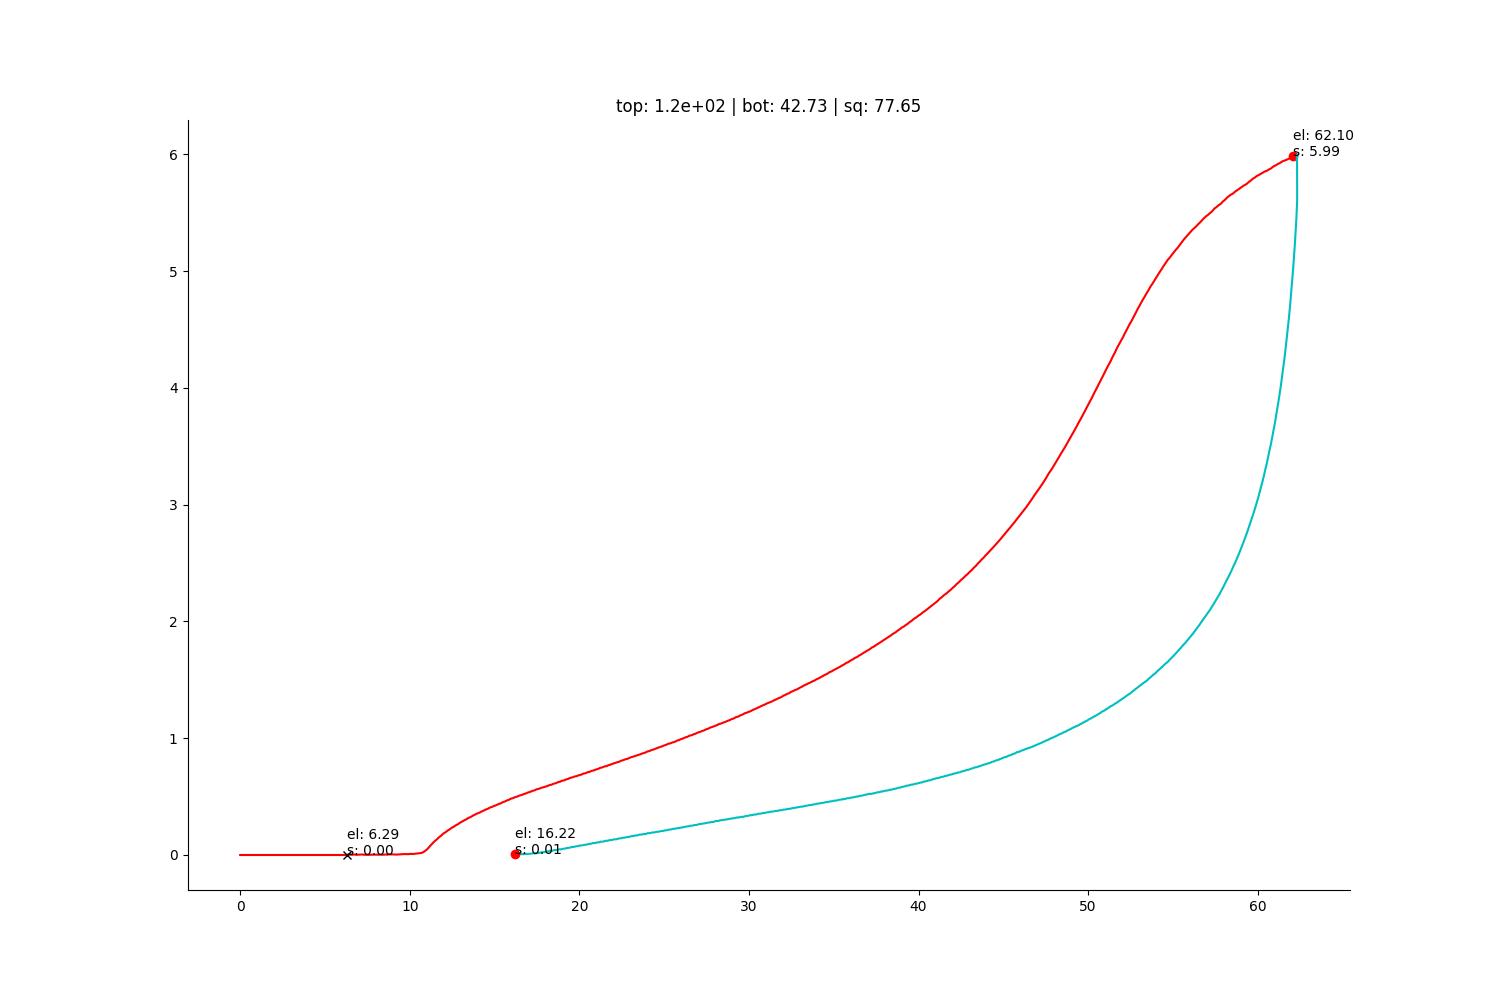 top: 1.2e+02 | bot: 42.73 | sq: 77.65
el: 62.10
s: 5.99
6
5
4
3
2
1
0
el: 6.29
s: 0.00
el: 16.22
s: 0.01
0 10 20 30 40 50 60